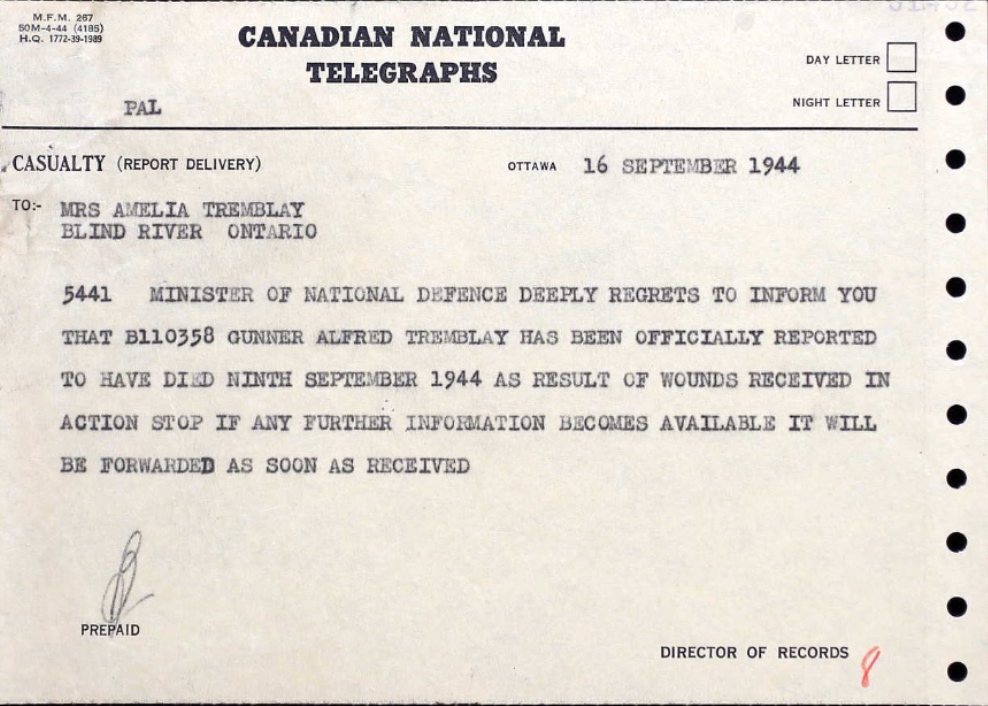 M.F.M. 267
50M-4-44 (4185)
H.Q. 1772-39-1989
CANADIAN NATIONAL
TELEGRAPHS
DAY LETTER
NIGHT LETTER
PAL
CASUALTY (REPORT DELIVERY)
OTTAWA 16 SEPTEMBER 1944
TO:- MRS AMELIA TREMBLAY
BLIND RIVER ONTARIO
5441 MINISTER OF NATIONAL DEFENCE DEEPLY REGRETS TO INFORM YOU
THAT B110358 GUNNER ALFRED TREMBLAY HAS BEEN OFFICIALLY REPORTED
TO HAVE DIED NINTH SEPTEMBER 1944 AS RESULT OF WOUNDS RECEIVED IN
ACTION STOP IF ANY FURTHER INFORMATION BECOMES AVAILABLE IT WILL
BE FORWARDED AS SOON AS RECEIVED
PREPAID
DIRECTOR OF RECORDS 8